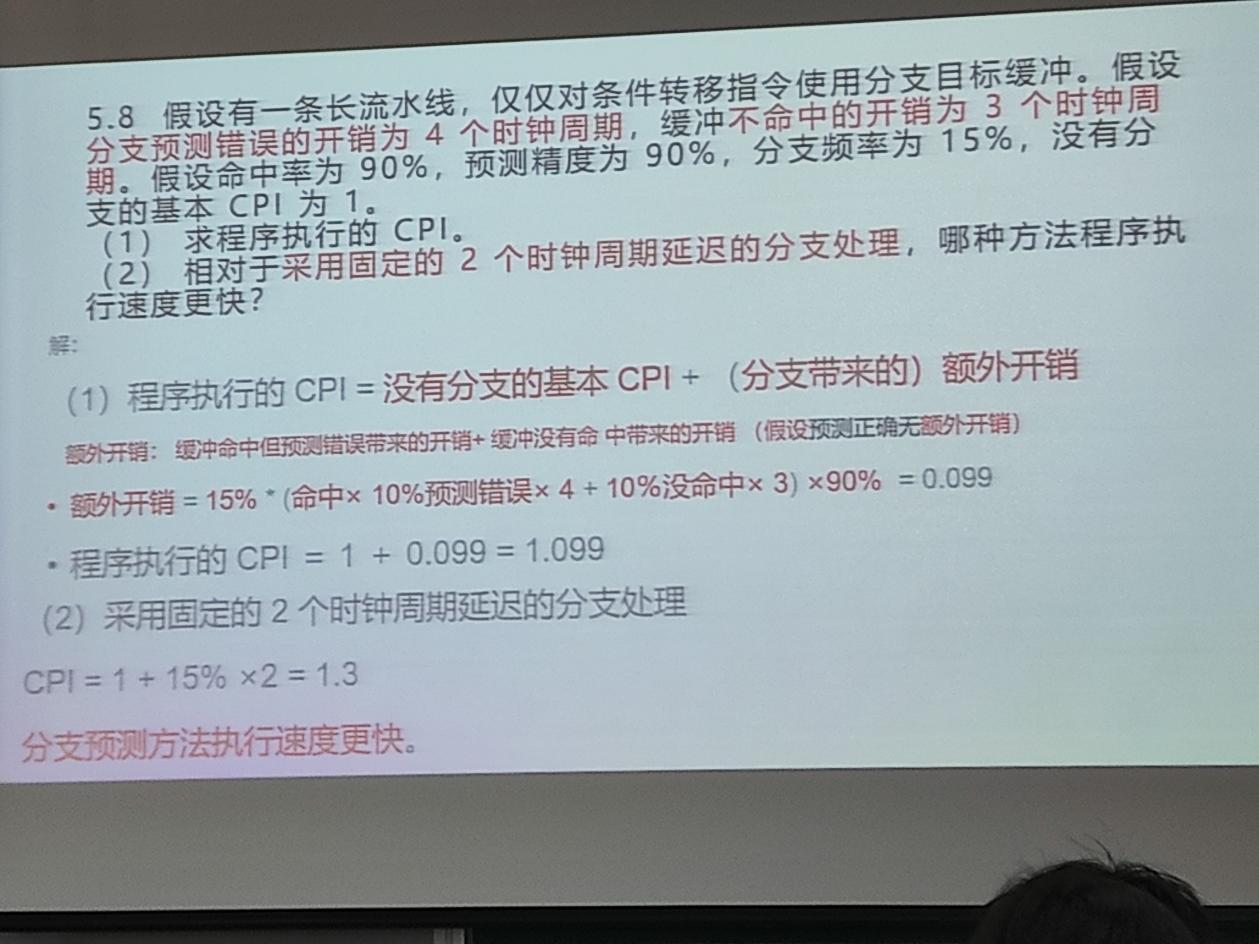 5.8 假设有一条长流水线，仅仅对条件转移指令使用分支目标缓冲。假设
分支预测错误的开销为 4 个时钟周期，缓冲不命中的开销为 3 个时钟周
期。假设命中率为 90%，预测精度为 90%，分支频率为 15%，没有分
支的基本 CPI 为 1。
（1） 求程序执行的 CPI。
（2） 相对于采用固定的 2 个时钟周期延迟的分支处理，哪种方法程序执
行速度更快？
解：
（1）程序执行的 CPI = 没有分支的基本 CPI + （分支带来的）额外开销
额外开销： 缓冲命中但预测错误带来的开销+ 缓冲没有命 中带来的开销 （假设预测正确无额外开销）
• 额外开销 = 15% * (命中× 10%预测错误× 4 + 10%没命中× 3) ×90% = 0.099
• 程序执行的 CPI = 1 + 0.099 = 1.099
（2）采用固定的 2 个时钟周期延迟的分支处理
CPI = 1 + 15% ×2 = 1.3
分支预测方法执行速度更快。